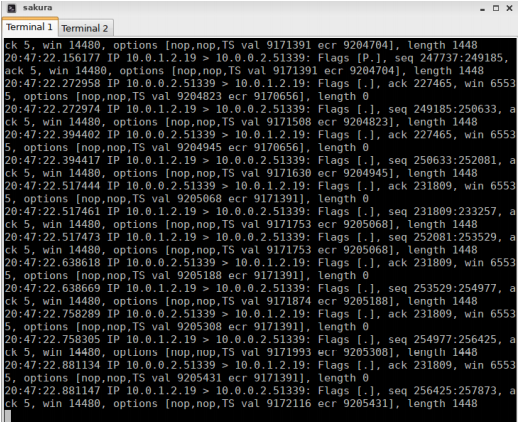 sakura
Terminal 1 Terminal 2
ck 5, win 14480, options [nop,nop,TS val 9171391 ecr 9204704], length 1448
20:47:22.156177 IP 10.0.1.2.19 > 10.0.0.2.51339: Flags [P.], seq 247737:249185,
ack 5, win 14480, options [nop,nop,TS val 9171391 ecr 9204704], length 1448
20:47:22.272958 IP 10.0.0.2.51339 > 10.0.1.2.19: Flags [.], ack 227465, win 6553
5, options [nop,nop,TS val 9204823 ecr 9170656], length 0
20:47:22.272974 IP 10.0.1.2.19 > 10.0.0.2.51339: Flags [.], seq 249185:250633, a
ck 5, win 14480, options [nop,nop,TS val 9171508 ecr 9204823], length 1448
20:47:22.394402 IP 10.0.0.2.51339 > 10.0.1.2.19: Flags [.], ack 227465, win 6553
5, options [nop,nop,TS val 9204945 ecr 9170656], length 0
20:47:22.394417 IP 10.0.1.2.19 > 10.0.0.2.51339: Flags [.], seq 250633:252081, a
ck 5, win 14480, options [nop,nop,TS val 9171630 ecr 9204945], length 1448
20:47:22.517444 IP 10.0.0.2.51339 > 10.0.1.2.19: Flags [.], ack 231809, win 6553
5, options [nop,nop,TS val 9205068 ecr 9171391], length 0
20:47:22.517461 IP 10.0.1.2.19 > 10.0.0.2.51339: Flags [.], seq 231809:233257, a
ck 5, win 14480, options [nop,nop,TS val 9171753 ecr 9205068], length 1448
20:47:22.517473 IP 10.0.1.2.19 > 10.0.0.2.51339: Flags [.], seq 252081:253529, a
ck 5, win 14480, options [nop,nop,TS val 9171753 ecr 9205068], length 1448
20:47:22.638618 IP 10.0.0.2.51339 > 10.0.1.2.19: Flags [.], ack 231809, win 6553
5, options [nop,nop,TS val 9205188 ecr 9171391], length 0
20:47:22.638669 IP 10.0.1.2.19 > 10.0.0.2.51339: Flags [.], seq 253529:254977, a
ck 5, win 14480, options [nop,nop,TS val 9171874 ecr 9205188], length 1448
20:47:22.758289 IP 10.0.0.2.51339 > 10.0.1.2.19: Flags [.], ack 231809, win 6553
5, options [nop,nop,TS val 9205308 ecr 9171391], length 0
20:47:22.758305 IP 10.0.1.2.19 > 10.0.0.2.51339: Flags [.], seq 254977:256425, a
ck 5, win 14480, options [nop,nop,TS val 9171993 ecr 9205308], length 1448
20:47:22.881134 IP 10.0.0.2.51339 > 10.0.1.2.19: Flags [.], ack 231809, win 6553
5, options [nop,nop,TS val 9205431 ecr 9171391], length 0
20:47:22.881147 IP 10.0.1.2.19 > 10.0.0.2.51339: Flags [.], seq 256425:257873, a
ck 5, win 14480, options [nop,nop,TS val 9172116 ecr 9205431], length 1448